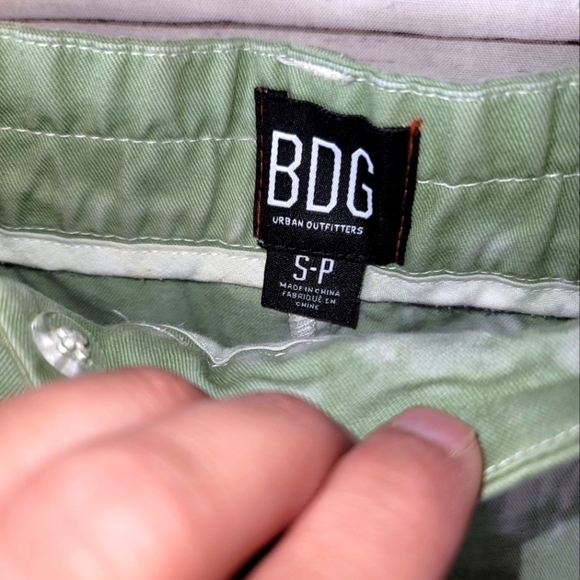 BDG
URBAN OUTFITTERS
S-P
MADE IN CHINA
FABRIQUÉ EN
CHINE